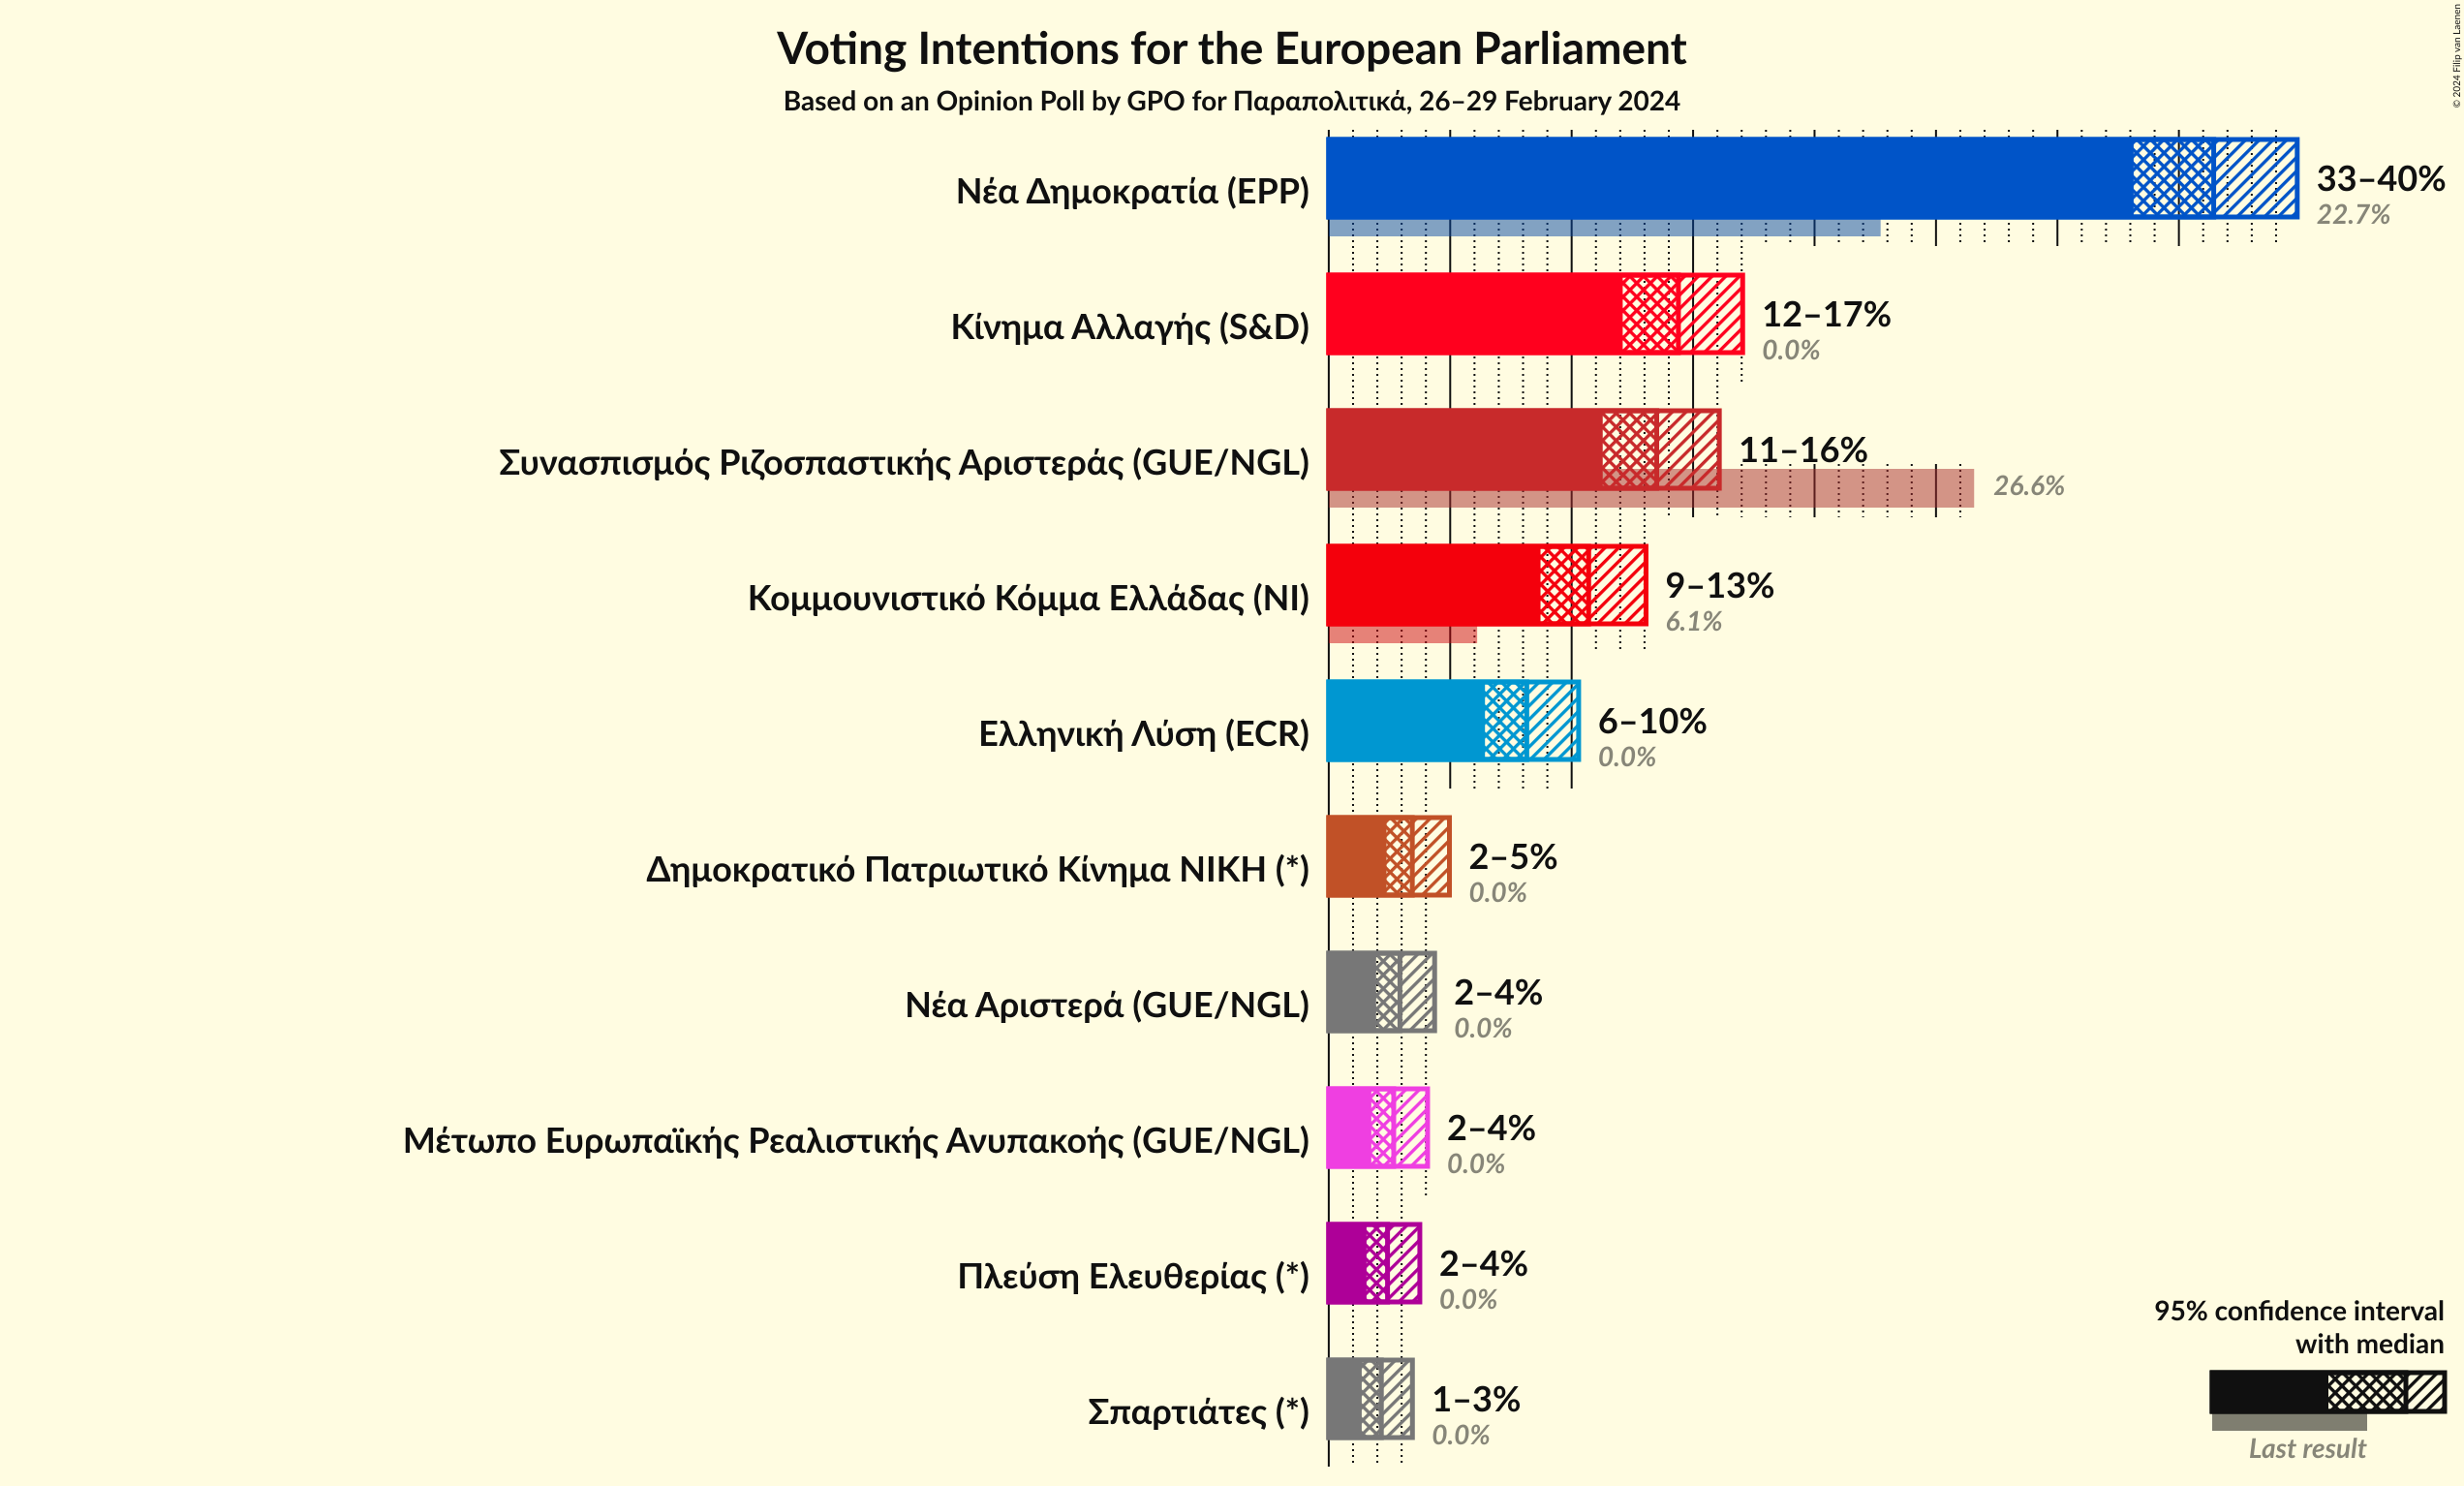 Voting Intentions for the European Parliament
Based on an Opinion Poll by GPO for Παραπολιτικά, 26–29 February 2024
© 2024 Filip van Laenen
Νέα Δημοκρατία (EPP)
33–40%
22.7%
Κίνημα Αλλαγής (S&D)
12–17%
0.0%
Συνασπισμός Ριζοσπαστικής Αριστεράς (GUE/NGL)
11–16%
26.6%
Κομμουνιστικό Κόμμα Ελλάδας (NI)
9–13%
6.1%
Ελληνική Λύση (ECR)
6–10%
0.0%
Δημοκρατικό Πατριωτικό Κίνημα ΝΙΚΗ (*)
2–5%
0.0%
Νέα Αριστερά (GUE/NGL)
2–4%
0.0%
Μέτωπο Ευρωπαϊκής Ρεαλιστικής Ανυπακοής (GUE/NGL)
2–4%
0.0%
Πλεύση Ελευθερίας (*)
2–4%
0.0%
Σπαρτιάτες (*)
1–3%
0.0%
95% confidence interval
with median
Last result